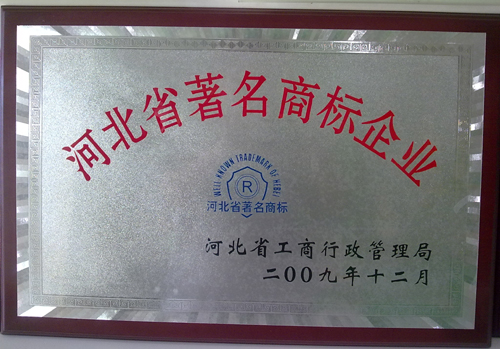 河北省著名商标企业
WELL-KNOWN TRADEMARK OF HEBEI
R
河北省著名商标
河北省工商行政管理局
二00九年十二月